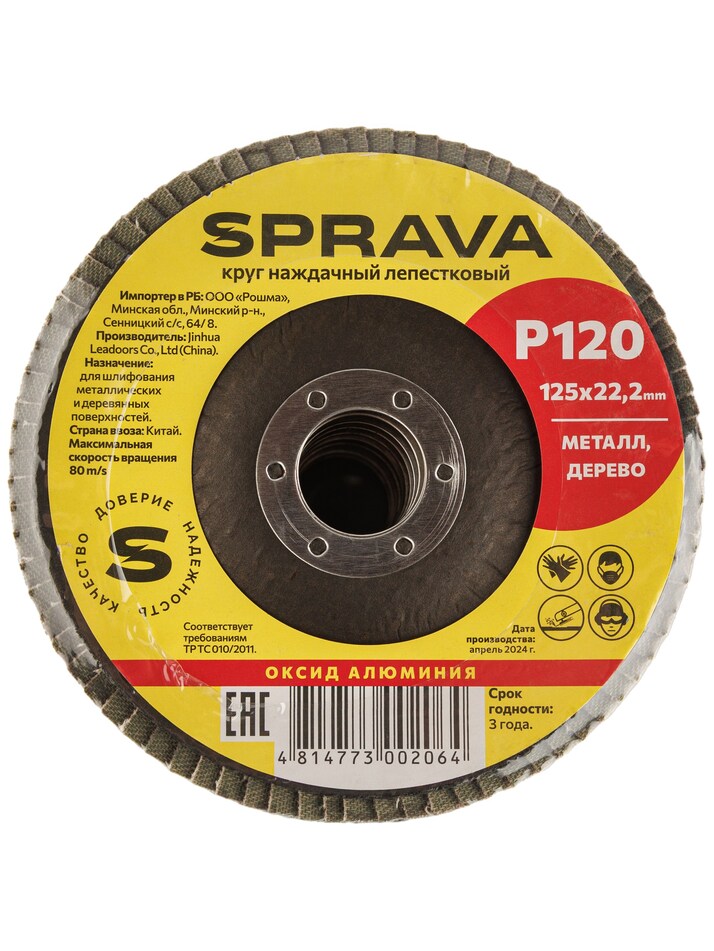 SPRAVA
круг наждачный лепестковый
Импортер в РБ: ООО «Рошма»,
Минская обл., Минский р-н.,
Сенницкий с/с, 64/ 8.
Производитель: Jinhua
Leadoors Co., Ltd (China).
Назначение:
для шлифования
металлических
и деревянных
поверхностей.
Страна ввоза: Китай.
Максимальная
скорость вращения
80 m/s
P120
125x22,2mm
МЕТАЛЛ,
ДЕРЕВО
КАЧЕСТВО ДОВЕРИЕ НАДЕЖНОСТЬ
S
Соответствует
требованиям
ТР ТС 010/2011.
Дата
производства:
апрель 2024 г.
ОКСИД АЛЮМИНИЯ
EAC
4 814773 002064
Срок
годности:
3 года.